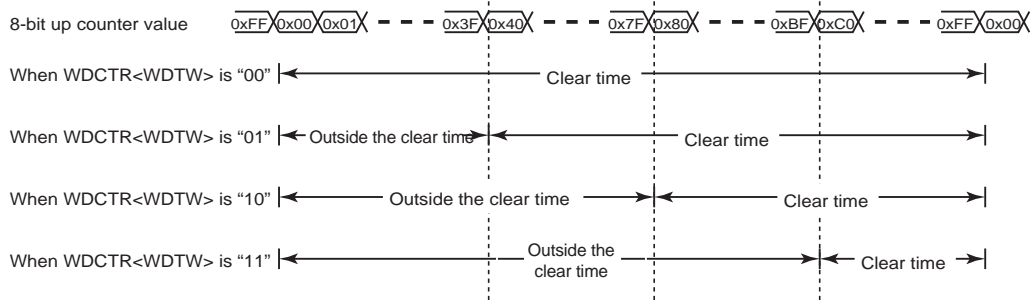 8-bit up counter value 0xFF 0x00 0x01 0x3F 0x40 0x7F 0x80 0xBF 0xC0 0xFF 0x00
When WDCTR<WDTW> is “00” Clear time
When WDCTR<WDTW> is “01” Outside the clear time Clear time
When WDCTR<WDTW> is “10” Outside the clear time Clear time
When WDCTR<WDTW> is “11” Outside the clear time Clear time